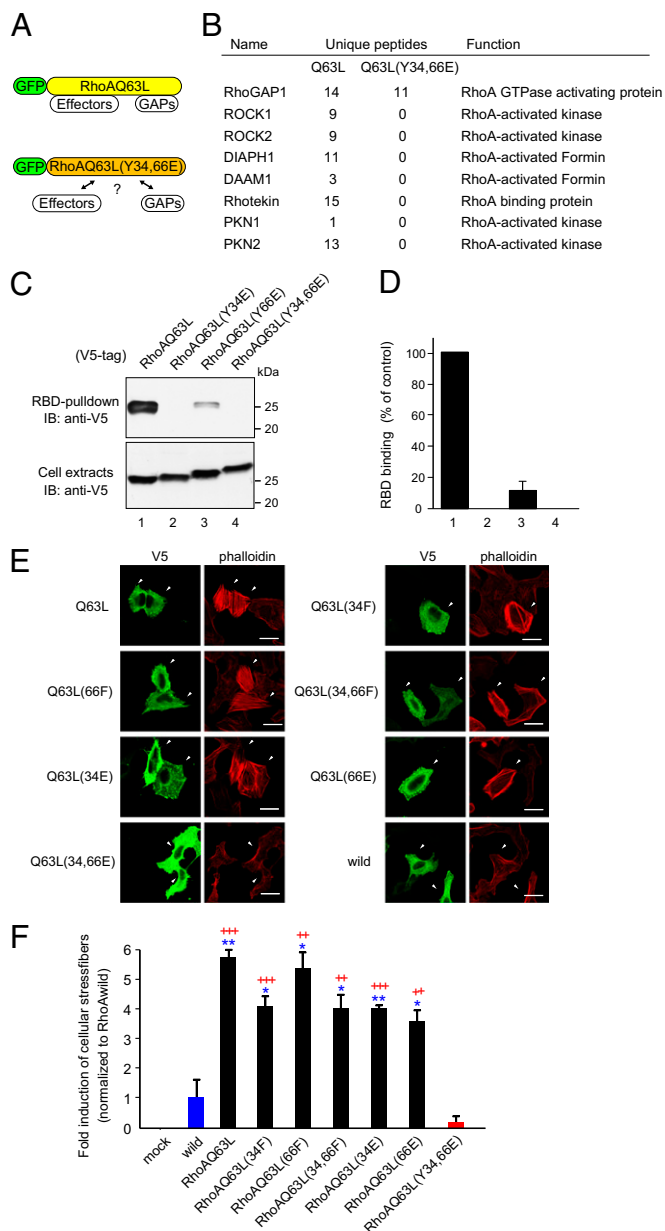 A
GFP RhoAQ63L
Effectors GAPs
GFP RhoAQ63L(Y34,66E)
?
Effectors GAPs
B
Name Unique peptides Function
Q63L Q63L(Y34,66E)
RhoGAP1 14 11 RhoA GTPase activating protein
ROCK1 9 0 RhoA-activated kinase
ROCK2 9 0 RhoA-activated kinase
DIAPH1 11 0 RhoA-activated Formin
DAAM1 3 0 RhoA-activated Formin
Rhotekin 15 0 RhoA binding protein
PKN1 1 0 RhoA-activated kinase
PKN2 13 0 RhoA-activated kinase
C
(V5-tag) RhoAQ63L RhoAQ63L(Y34E) RhoAQ63L(Y66E) RhoAQ63L(Y34,66E)
kDa
RBD-pulldown
IB: anti-V5
25
20
Cell extracts
IB: anti-V5
25
20
1 2 3 4
D
RBD binding (% of control)
100
80
60
40
20
0
1 2 3 4
E
V5 phalloidin V5 phalloidin
Q63L Q63L(34F)
Q63L(66F) Q63L(34,66F)
Q63L(34E) Q63L(66E)
Q63L(34,66E) wild
F
Fold induction of cellular stressfibers
(normalized to RhoAwild)
6
5
4
3
2
1
0
+++ +++ ++ ++ +++ ++
** * * * ** *
mock wild RhoAQ63L RhoAQ63L(34F) RhoAQ63L(66F) RhoAQ63L(34,66F) RhoAQ63L(34E) RhoAQ63L(66E) RhoAQ63L(Y34,66E)